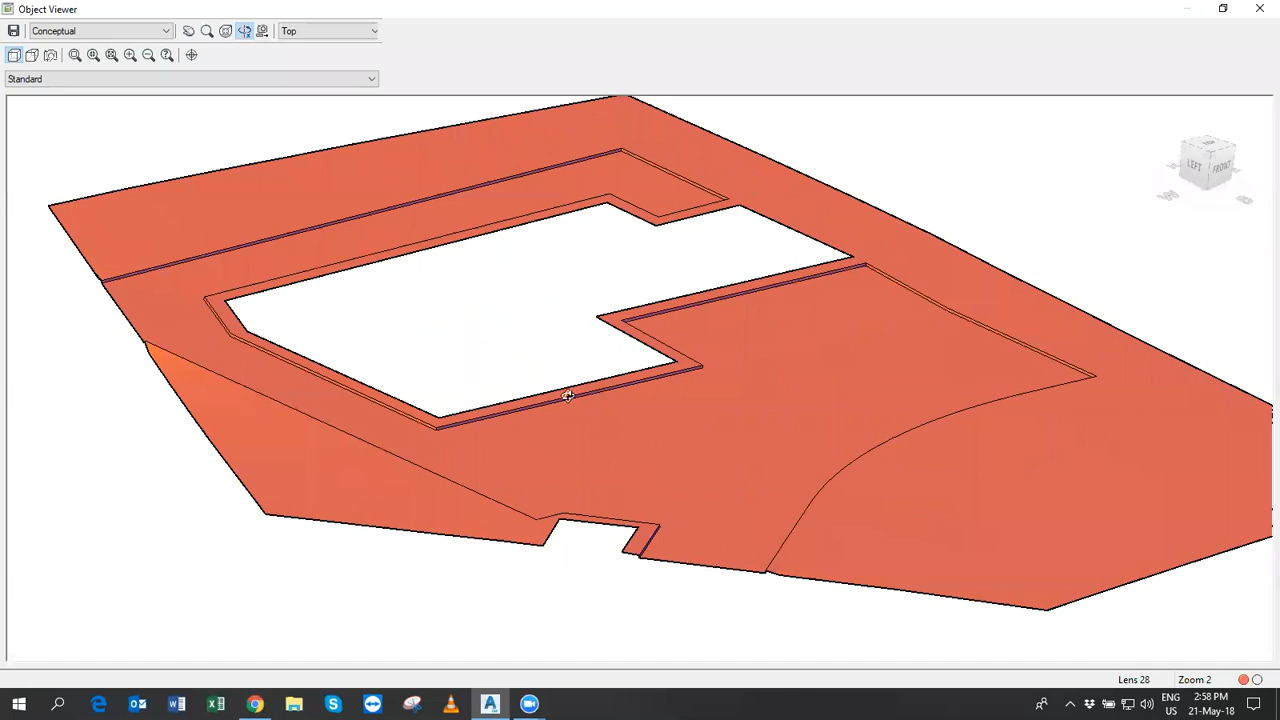 Object Viewer
Conceptual
Top
Standard
LEFT
FRONT
Lens 28
Zoom 2
ENG
US
2:58 PM
21-May-18